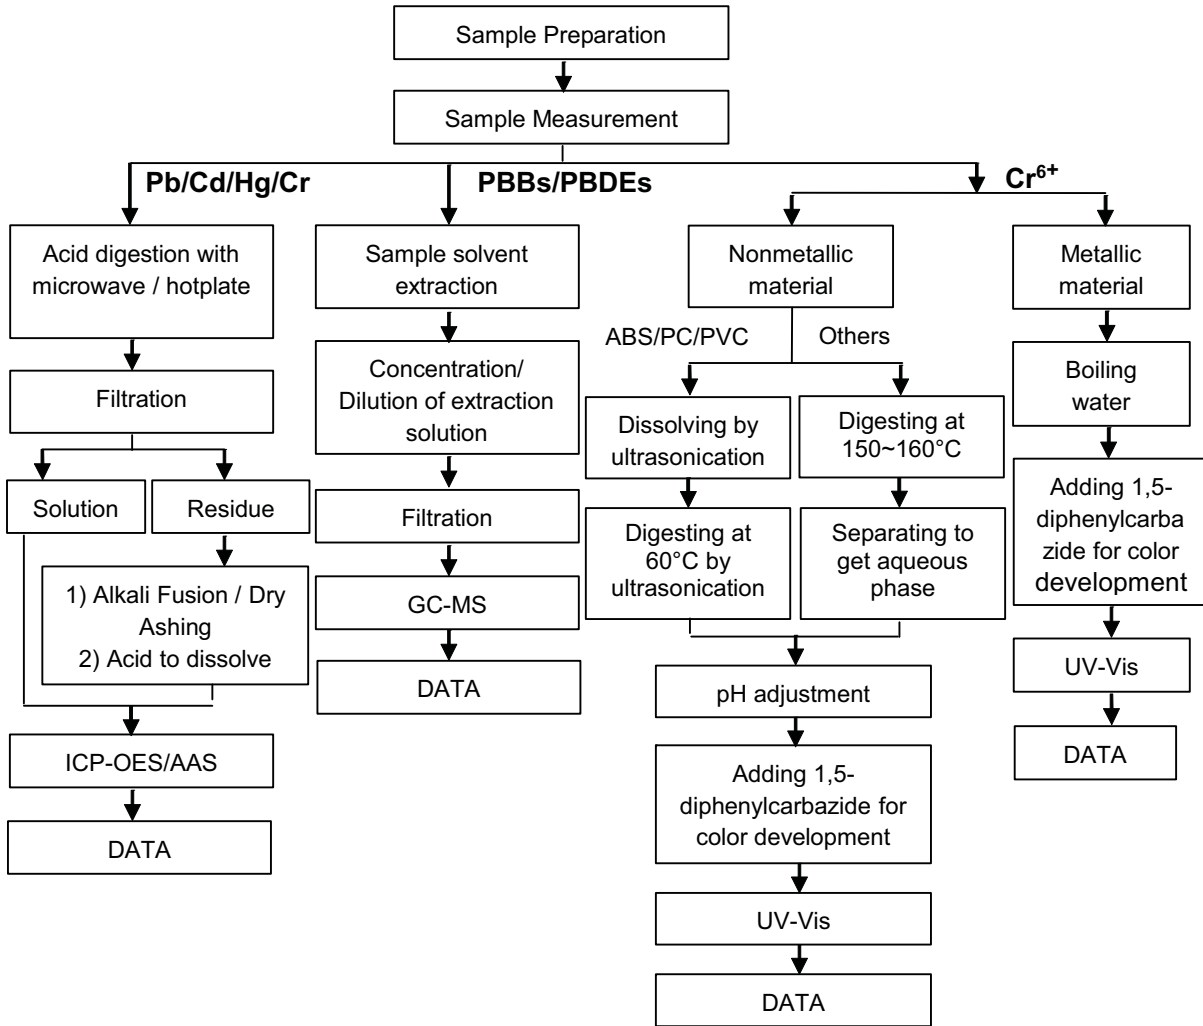 Sample Preparation
Sample Measurement
Pb/Cd/Hg/Cr
PBBs/PBDEs
Cr⁶⁺
Acid digestion with
microwave / hotplate
Filtration
Solution
Residue
1) Alkali Fusion / Dry
Ashing
2) Acid to dissolve
ICP-OES/AAS
DATA
Sample solvent
extraction
Concentration/
Dilution of extraction
solution
Filtration
GC-MS
DATA
Nonmetallic
material
ABS/PC/PVC
Others
Dissolving by
ultrasonication
Digesting at
60°C by
ultrasonication
Digesting at
150~160°C
Separating to
get aqueous
phase
pH adjustment
Adding 1,5-
diphenylcarbazide for
color development
UV-Vis
DATA
Metallic
material
Boiling
water
Adding 1,5-
diphenylcarba
zide for color
development
UV-Vis
DATA